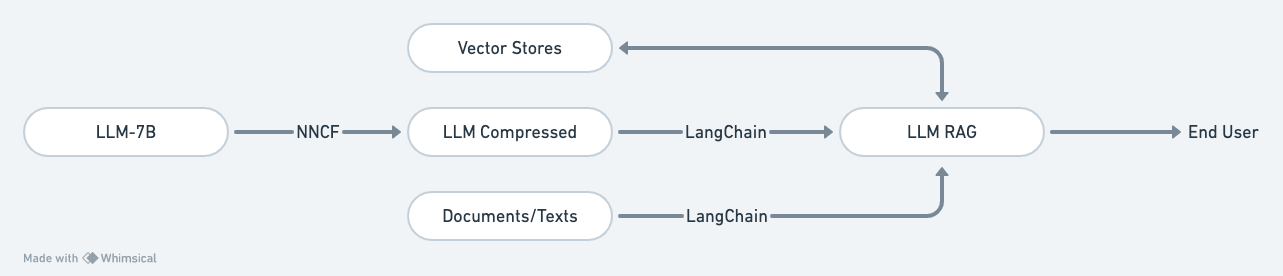 Vector Stores
LLM-7B
NNCF
LLM Compressed
LangChain
LLM RAG
End User
Documents/Texts
LangChain
Made with Whimsical